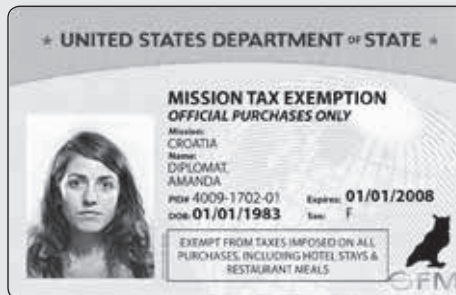 ★ UNITED STATES DEPARTMENT OF STATE ★
MISSION TAX EXEMPTION
OFFICIAL PURCHASES ONLY
Mission:
CROATIA
Name:
DIPLOMAT,
AMANDA
PID# 4009-1702-01 Expires: 01/01/2008
DOB: 01/01/1983 Sex: F
EXEMPT FROM TAXES IMPOSED ON ALL
PURCHASES, INCLUDING HOTEL STAYS &
RESTAURANT MEALS
OFM